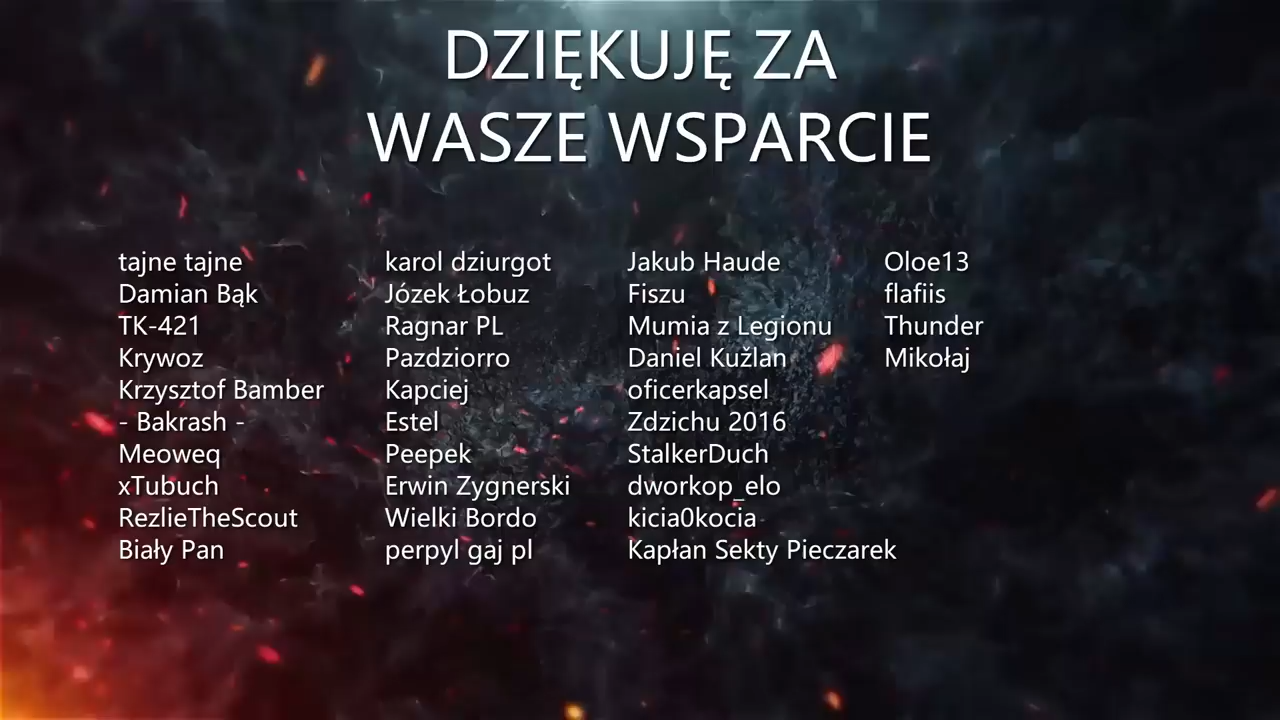 DZIĘKUJĘ ZA
WASZE WSPARCIE
tajne tajne
Damian Bąk
TK-421
Krywoz
Krzysztof Bamber
- Bakrash -
Meoweq
xTubuch
RezlieTheScout
Biały Pan
karol dziurgot
Józek Łobuz
Ragnar PL
Pazdziorro
Kapciej
Estel
Peepek
Erwin Zygnerski
Wielki Bordo
perpyl gaj pl
Jakub Haude
Fiszu
Mumia z Legionu
Daniel Kužlan
oficerkapsel
Zdzichu 2016
StalkerDuch
dworkop_elo
kicia0kocia
Kapłan Sekty Pieczarek
Oloe13
flafiis
Thunder
Mikołaj